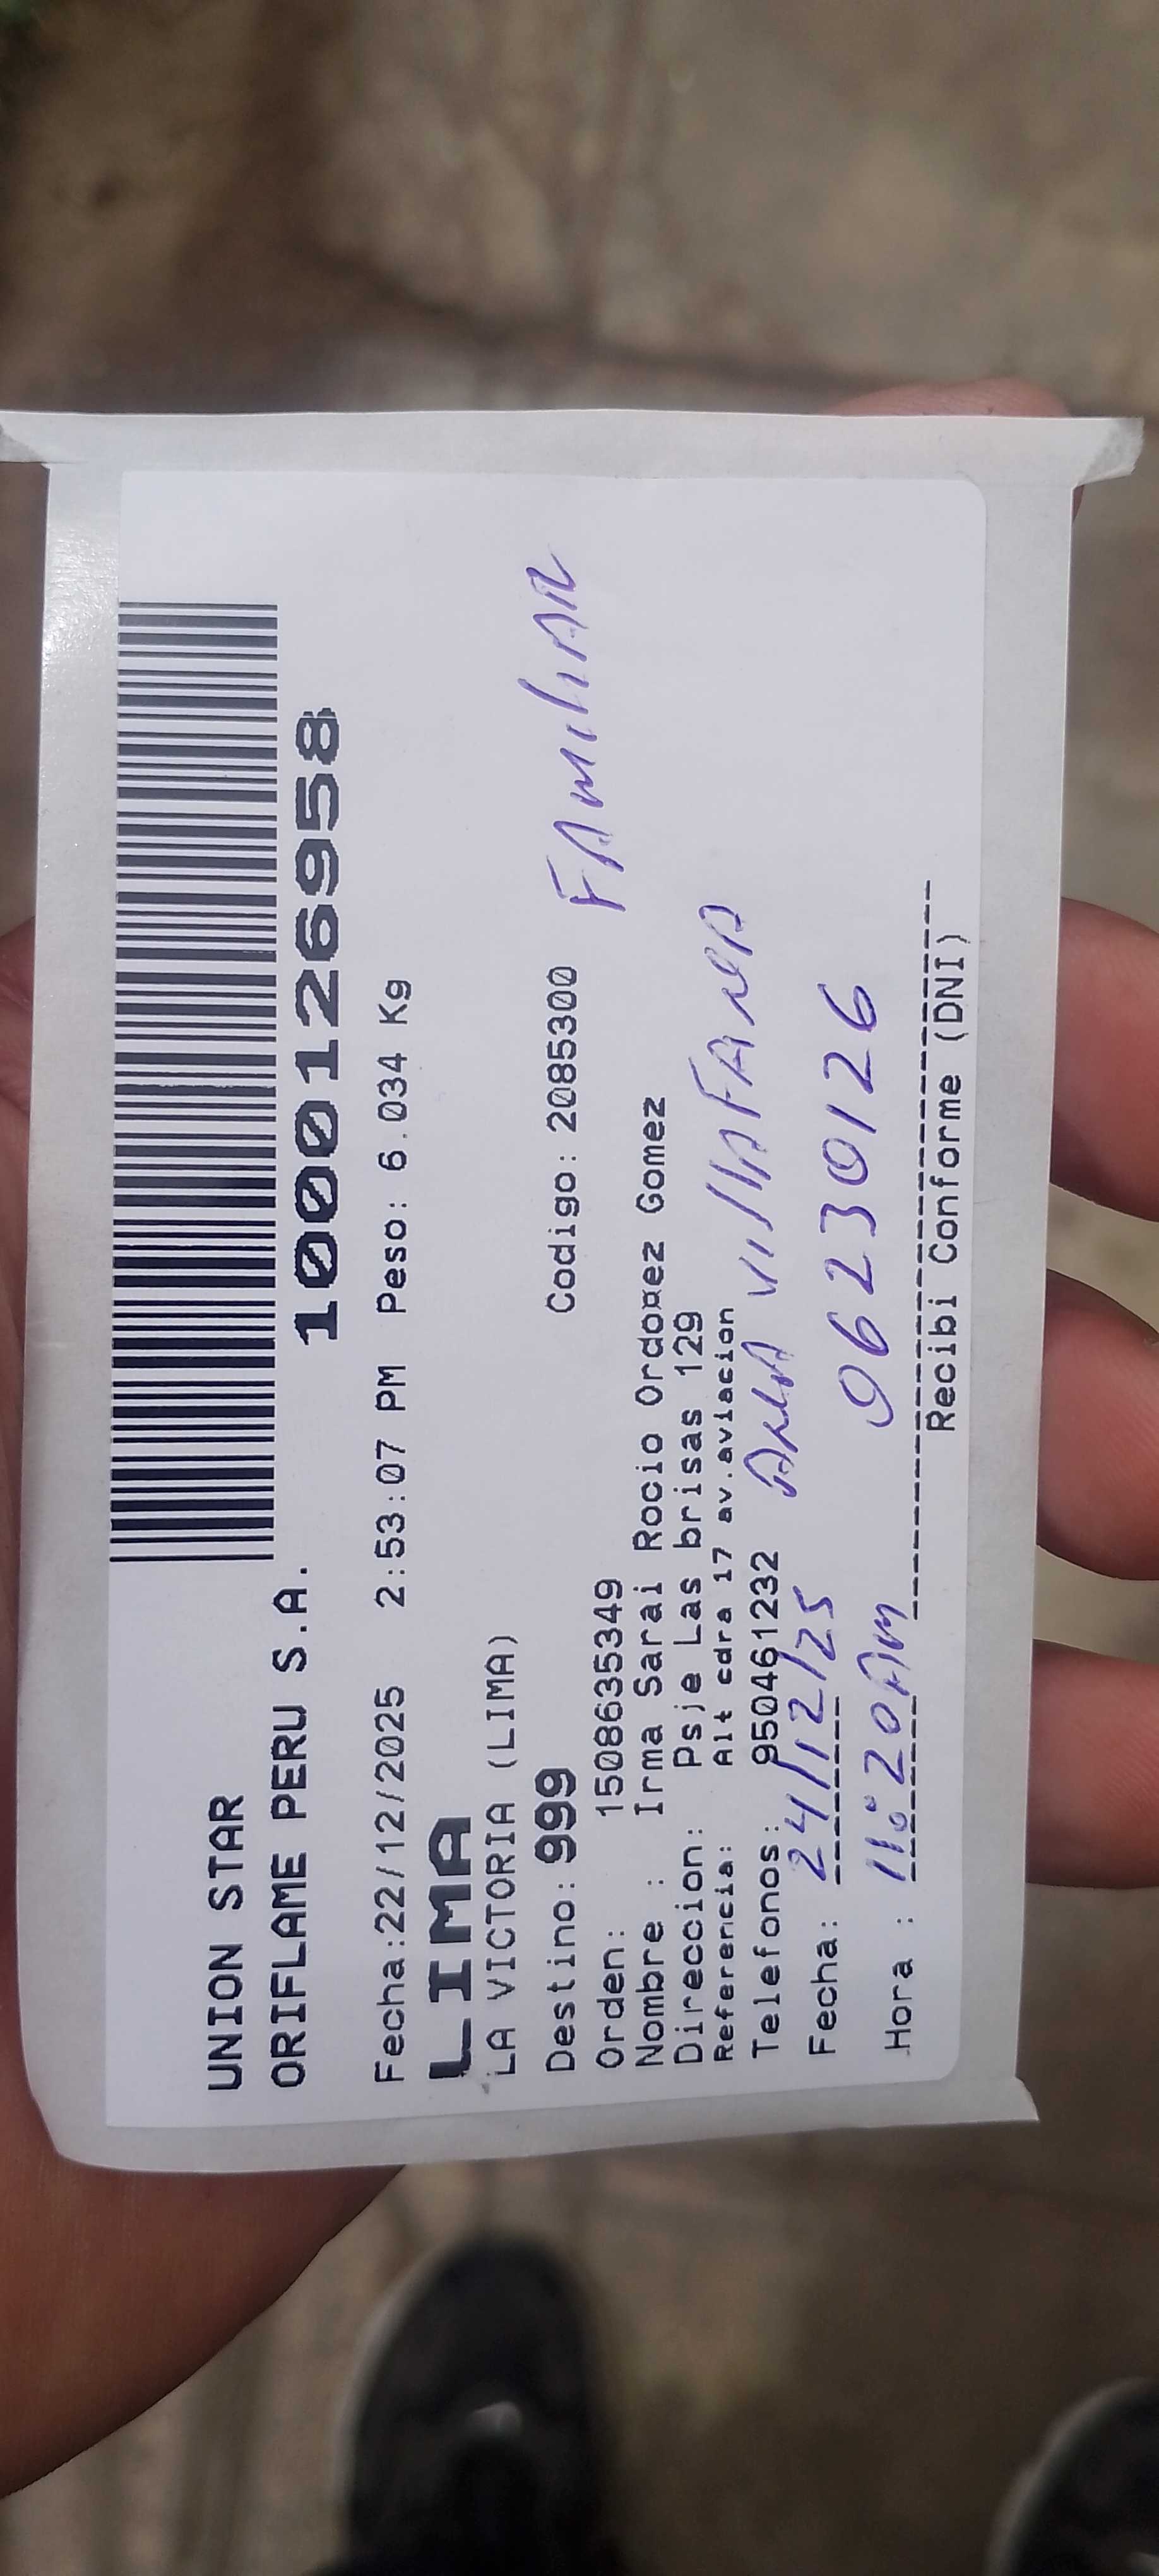 UNION STAR
ORIFLAME PERU S.A. 1000126958
Fecha:22/12/2025 2:53:07 PM Peso: 6.034 Kg
LIMA
LA VICTORIA (LIMA)
Destino: 999 Codigo: 2085300 FAMiliAR
Orden: 1508635349
Nombre : Irma Sarai Rocio Ordo¤ez Gomez
Direccion: Psje Las brisas 129
Referencia: Alt cdra 17 av.aviacion
Telefonos: 950461232 villAFANA
Fecha: 24/12/25
Hora : 11:20AM 96230126
Recibi Conforme (DNI)